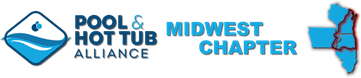 POOL &
HOT TUB
ALLIANCE
MIDWEST
CHAPTER